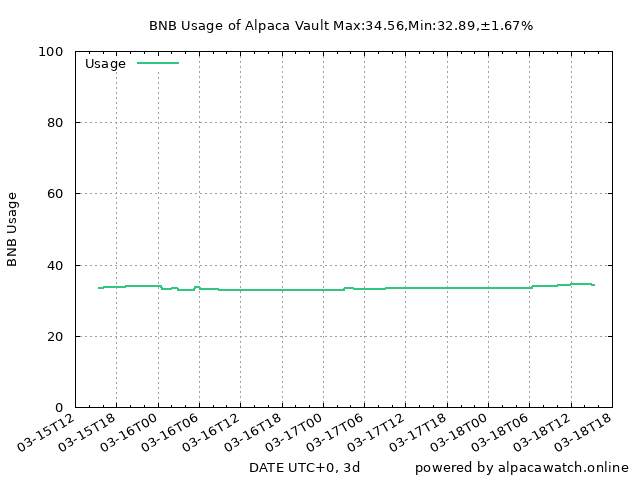 BNB Usage of Alpaca Vault Max:34.56,Min:32.89,±1.67%
Usage
BNB Usage
100
80
60
40
20
0
03-15T12
03-15T18
03-16T00
03-16T06
03-16T12
03-16T18
03-17T00
03-17T06
03-17T12
03-17T18
03-18T00
03-18T06
03-18T12
03-18T18
DATE UTC+0, 3d
powered by alpacawatch.online